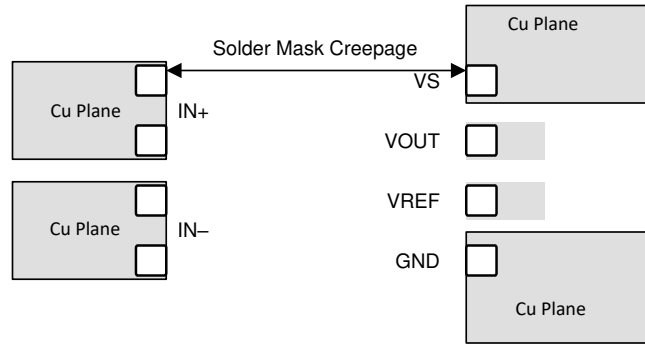 Cu Plane
Solder Mask Creepage
VS
Cu Plane
IN+
VOUT
VREF
Cu Plane
IN–
GND
Cu Plane